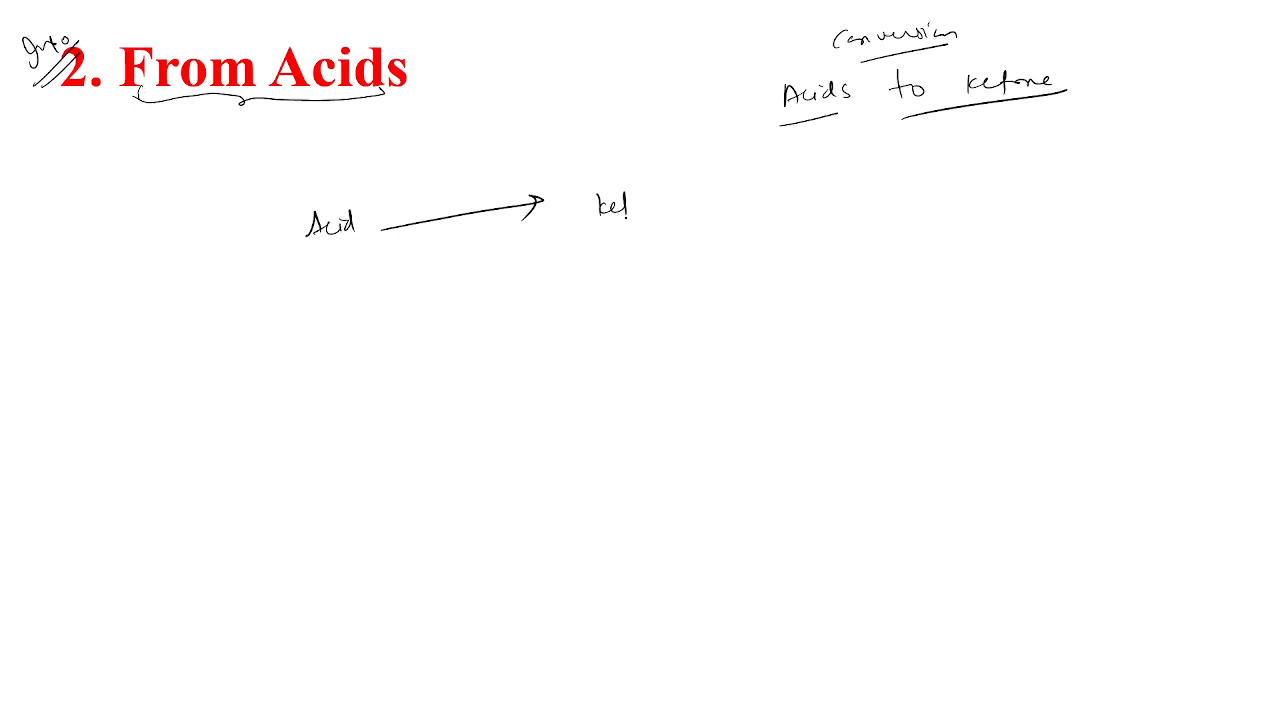 2. From Acids
Conversion
Acids to Ketone
Acid
Ket